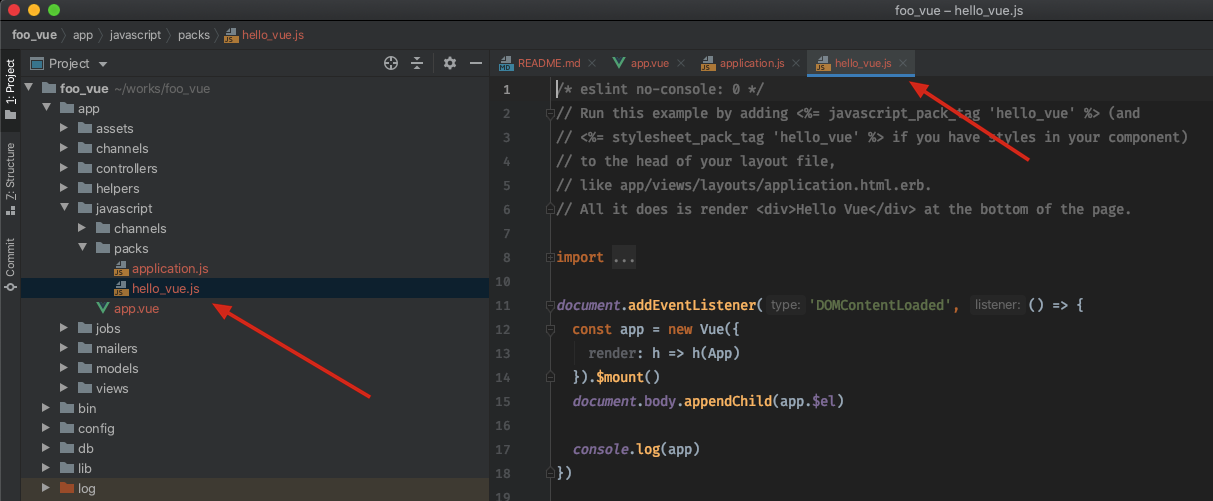 foo_vue – hello_vue.js
foo_vue 〉 app 〉 javascript 〉 packs 〉 JS hello_vue.js
1: Project
Z: Structure
Commit
Project
foo_vue ~/works/foo_vue
app
assets
channels
controllers
helpers
javascript
channels
packs
JS application.js
JS hello_vue.js
app.vue
jobs
mailers
models
views
bin
config
db
lib
log
MD README.md × app.vue × JS application.js × JS hello_vue.js ×
1 /* eslint no-console: 0 */
2 // Run this example by adding <%= javascript_pack_tag 'hello_vue' %> (and
3 // <%= stylesheet_pack_tag 'hello_vue' %> if you have styles in your component)
4 // to the head of your layout file,
5 // like app/views/layouts/application.html.erb.
6 // All it does is render <div>Hello Vue</div> at the bottom of the page.
7
8 import ...
10
11 document.addEventListener( type: 'DOMContentLoaded', listener: () => {
12 const app = new Vue({
13 render: h => h(App)
14 }).$mount()
15 document.body.appendChild(app.$el)
16
17 console.log(app)
18 })
19